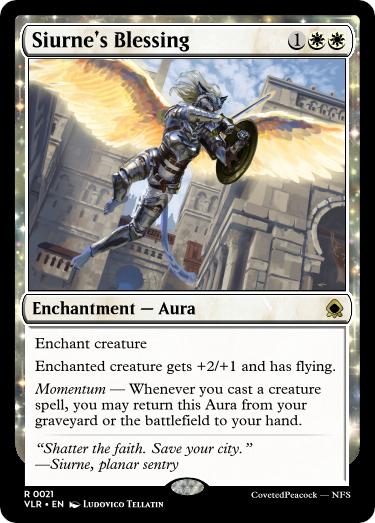 Siurne's Blessing 1
Enchantment — Aura
Enchant creature
Enchanted creature gets +2/+1 and has flying.
Momentum — Whenever you cast a creature
spell, you may return this Aura from your
graveyard or the battlefield to your hand.
“Shatter the faith. Save your city.”
—Siurne, planar sentry
R 0021
VLR • EN Ludovico Tellatin
CovetedPeacock — NFS